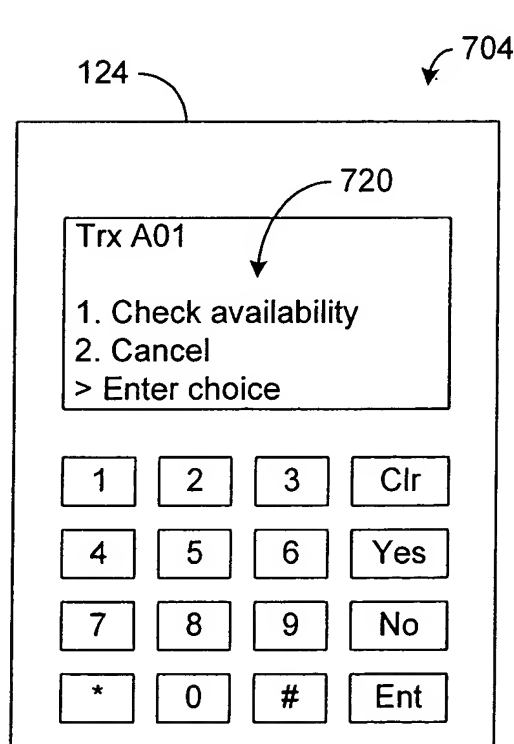 704
124
720
Trx A01
1. Check availability
2. Cancel
> Enter choice
1 2 3 Clr
4 5 6 Yes
7 8 9 No
* 0 # Ent